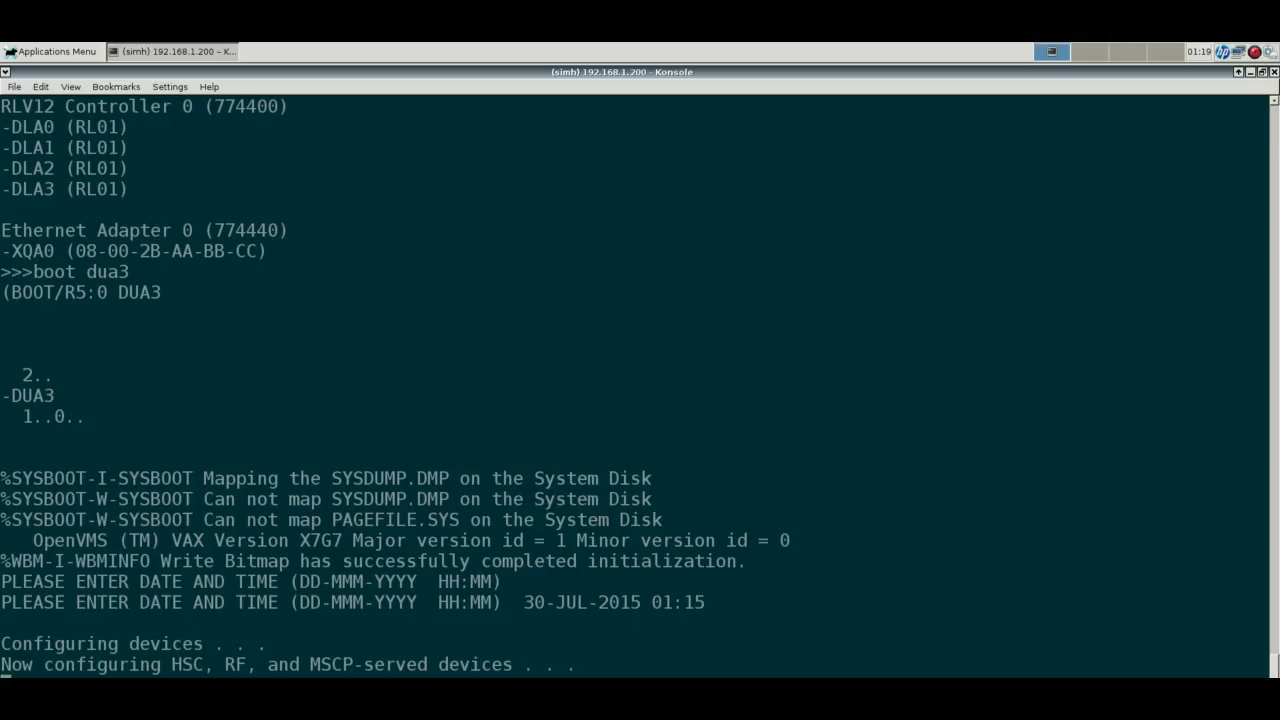 Applications Menu (simh) 192.168.1.200 – K... 01:19
(simh) 192.168.1.200 - Konsole
File Edit View Bookmarks Settings Help
RLV12 Controller 0 (774400)
-DLA0 (RL01)
-DLA1 (RL01)
-DLA2 (RL01)
-DLA3 (RL01)
Ethernet Adapter 0 (774440)
-XQA0 (08-00-2B-AA-BB-CC)
>>>boot dua3
(BOOT/R5:0 DUA3
2..
-DUA3
1..0..
%SYSBOOT-I-SYSBOOT Mapping the SYSDUMP.DMP on the System Disk
%SYSBOOT-W-SYSBOOT Can not map SYSDUMP.DMP on the System Disk
%SYSBOOT-W-SYSBOOT Can not map PAGEFILE.SYS on the System Disk
OpenVMS (TM) VAX Version X7G7 Major version id = 1 Minor version id = 0
%WBM-I-WBMINFO Write Bitmap has successfully completed initialization.
PLEASE ENTER DATE AND TIME (DD-MMM-YYYY  HH:MM)
PLEASE ENTER DATE AND TIME (DD-MMM-YYYY  HH:MM)  30-JUL-2015 01:15
Configuring devices . . .
Now configuring HSC, RF, and MSCP-served devices . . .